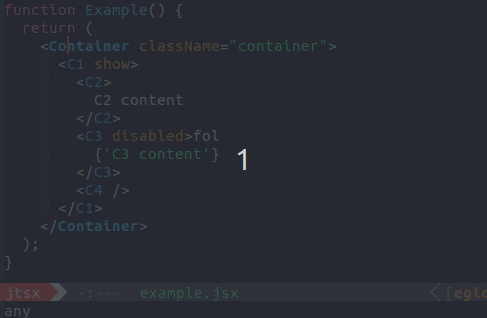 function Example() {
  return (
    <Container className="container">
      <C1 show>
        <C2>
          C2 content
        </C2>
        <C3 disabled>fol
          {'C3 content'}
        </C3>
        <C4 />
      </C1>
    </Container>
  );
}
1
jtsx -:--- example.jsx [eglo
any